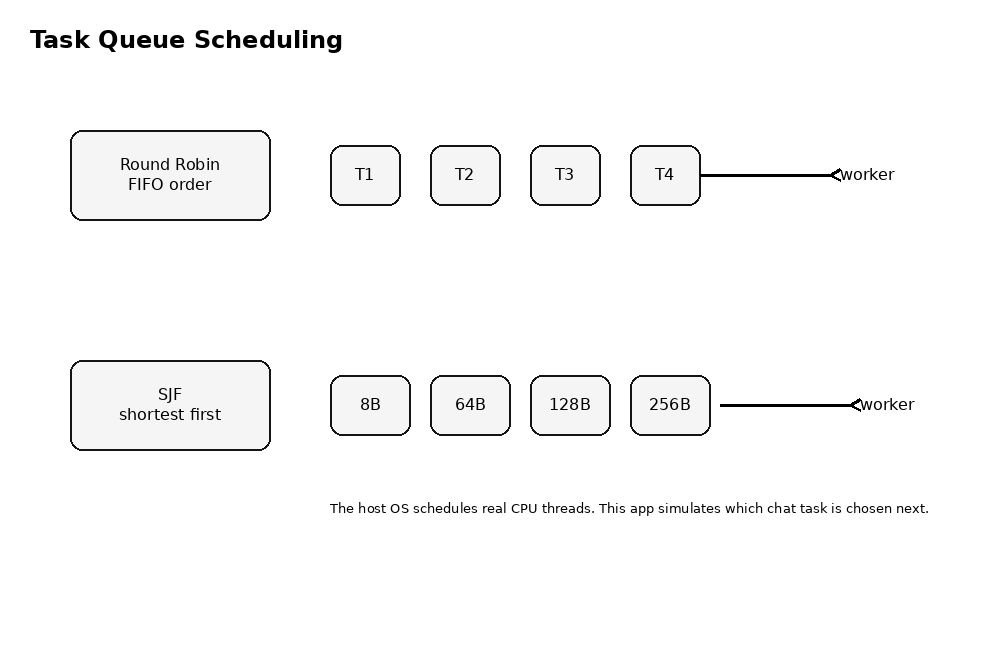 Task Queue Scheduling
Round Robin
FIFO order
T1
T2
T3
T4
worker
SJF
shortest first
8B
64B
128B
256B
worker
The host OS schedules real CPU threads. This app simulates which chat task is chosen next.